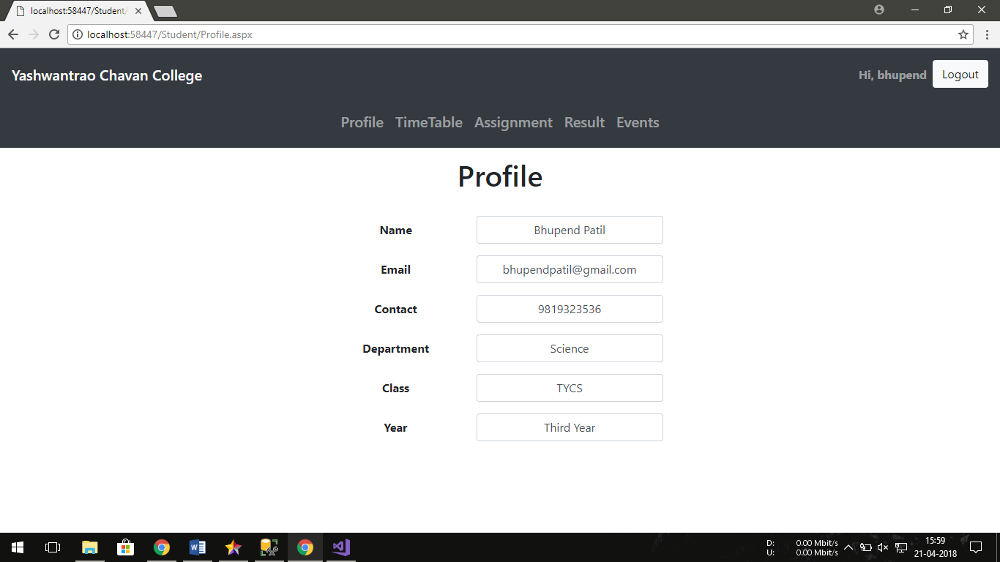 localhost:58447/Student/
localhost:58447/Student/Profile.aspx
Yashwantrao Chavan College
Hi, bhupend
Logout
Profile TimeTable Assignment Result Events
Profile
Name Bhupend Patil
Email bhupendpatil@gmail.com
Contact 9819323536
Department Science
Class TYCS
Year Third Year
D: 0.00 Mbit/s
U: 0.00 Mbit/s
15:59
21-04-2018